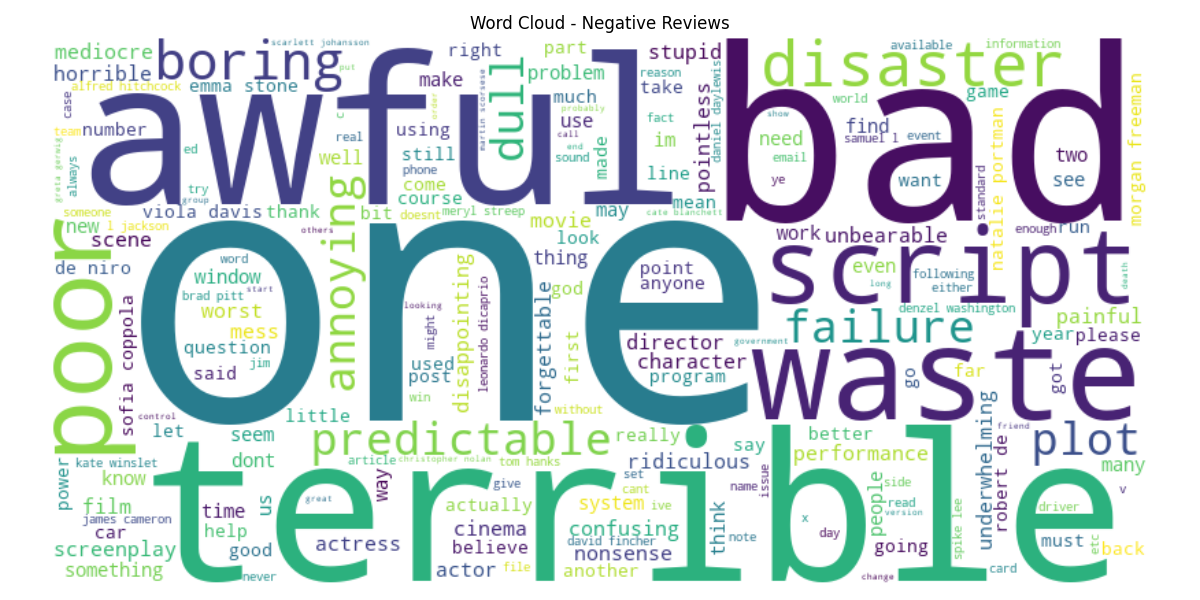 Word Cloud - Negative Reviews
scarlett johansson
mediocre
boring
horrible
alfred hitchcock
emma stone
awful
right
make
part
problem
stupid
reason
take
bad
disaster
available
information
world
game
case
team
number
ed
always
greta gerwig
try
group
real
c
put
using
still
phone
order
martin scorsese
dull
much
probably
use
call
end
sound
made
im
fact
line
pointless
daniel daylewis
show
need
email
ye
find
samuel l
event
want
standard
natalie portman
two
see
morgan freeman
someone
new
l jackson
viola davis
thank
others
well
annoying
come
course
bit
doesnt
meryl streep
movie
may
mean
cate blanchett
look
thing
work
unbearable
enough
run
poor
scene
de niro
sofia coppola
one
word
window
brad pitt
start
worst
mess
question
jim
said
looking
might
used
post
win
disappointing
leonardo dicaprio
forgettable
god
first
without
point
anyone
director
government
character
program
script
even
long
following
either
death
denzel washington
failure
painful
year
please
waste
go
far
got
control
let
little
seem
predictable
really
say
better
performance
underwhelming
robert de
friend
plot
many
v
power
kate winslet
know
dont
article
christopher nolan
tom hanks
way
ridiculous
name
issue
terrible
film
james cameron
car
time
us
help
good
screenplay
something
never
great
actress
give
actually
cinema
believe
actor
file
set
cant
system
ive
confusing
david fincher
nonsense
another
think
note
x
day
people
side
read
version
going
change
spike lee
card
must
driver
etc
back